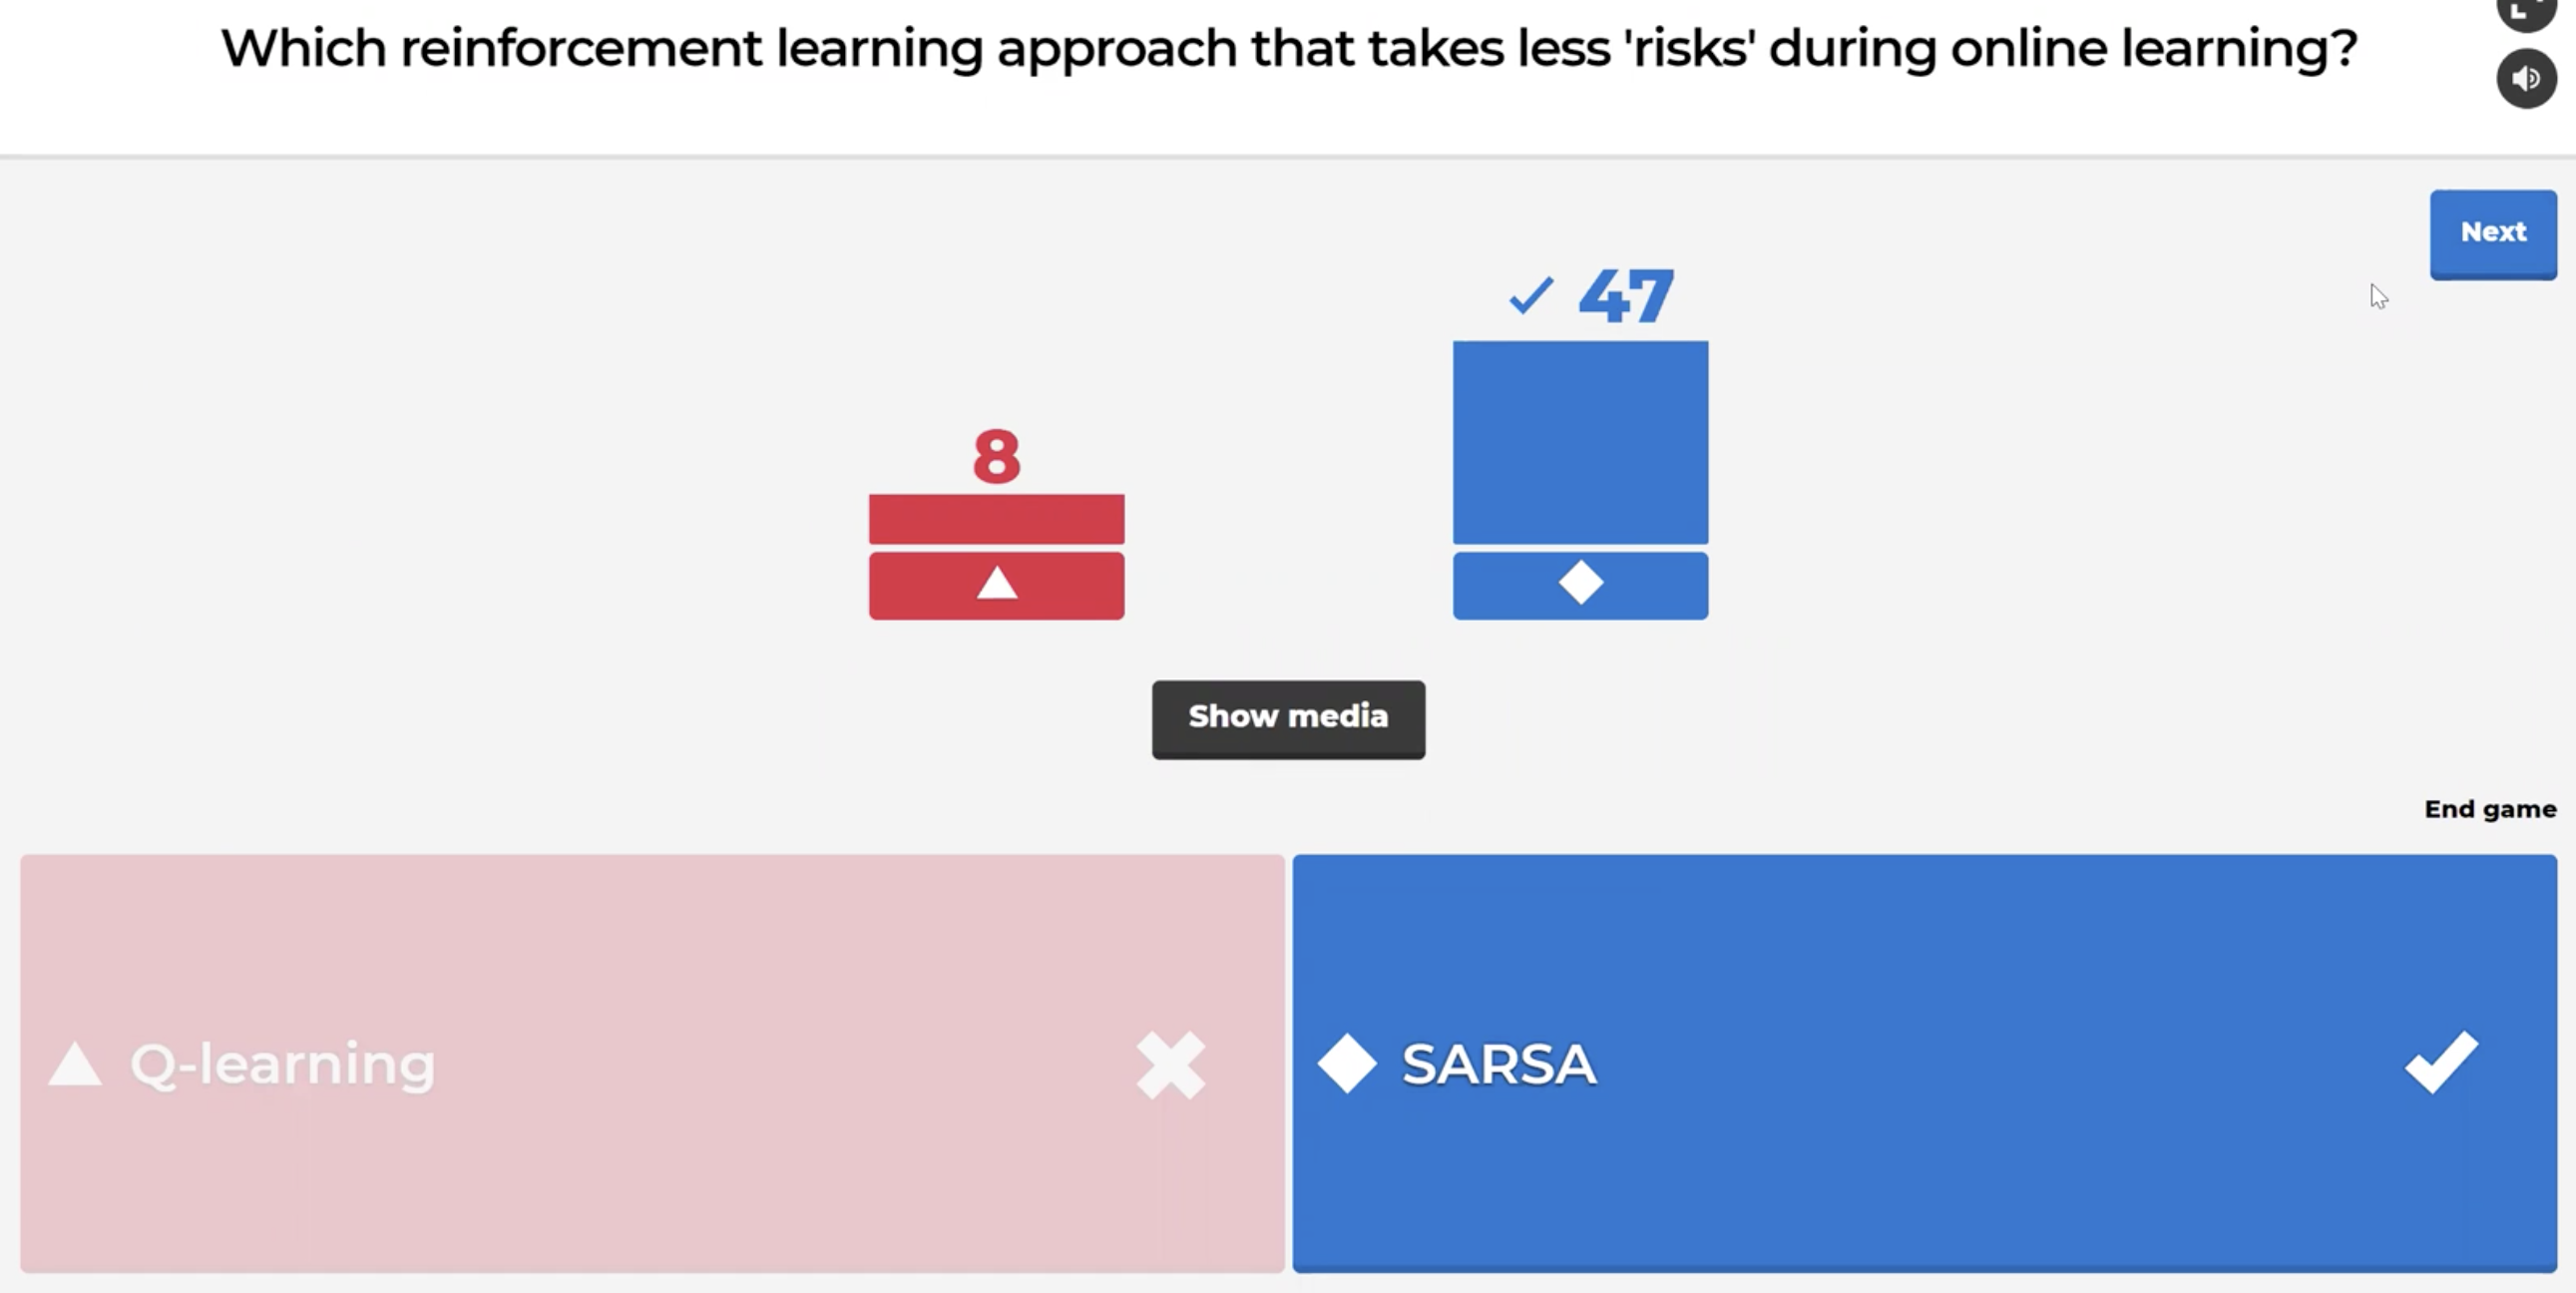 Which reinforcement learning approach that takes less 'risks' during online learning?
Next
47
8
Show media
End game
Q-learning
SARSA